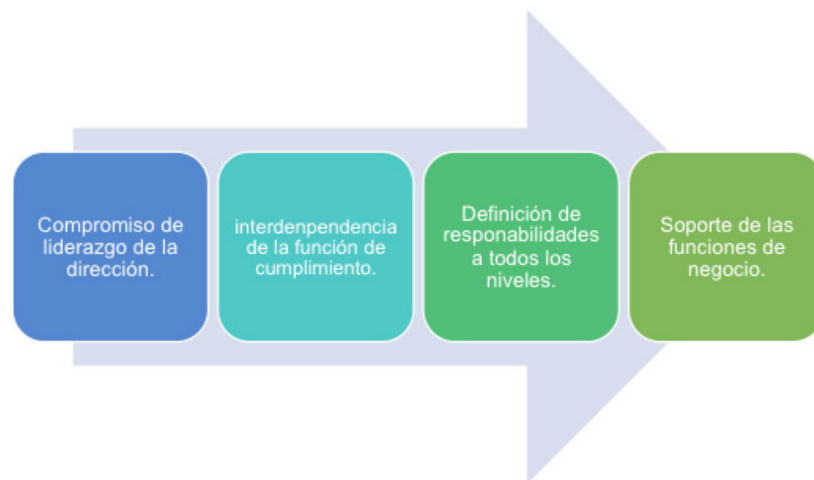 Compromiso de
liderazgo de la
dirección.
interdenpendencia
de la función de
cumplimiento.
Definición de
responabilidades
a todos los
niveles.
Soporte de las
funciones de
negocio.